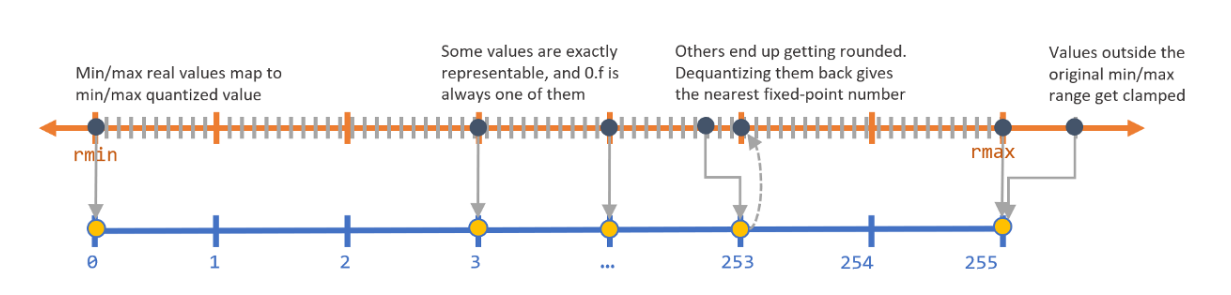 Min/max real values map to
min/max quantized value
Some values are exactly
representable, and 0.f is
always one of them
Others end up getting rounded.
Dequantizing them back gives
the nearest fixed-point number
Values outside the
original min/max
range get clamped
rmin
rmax
0 1 2 3 ... 253 254 255